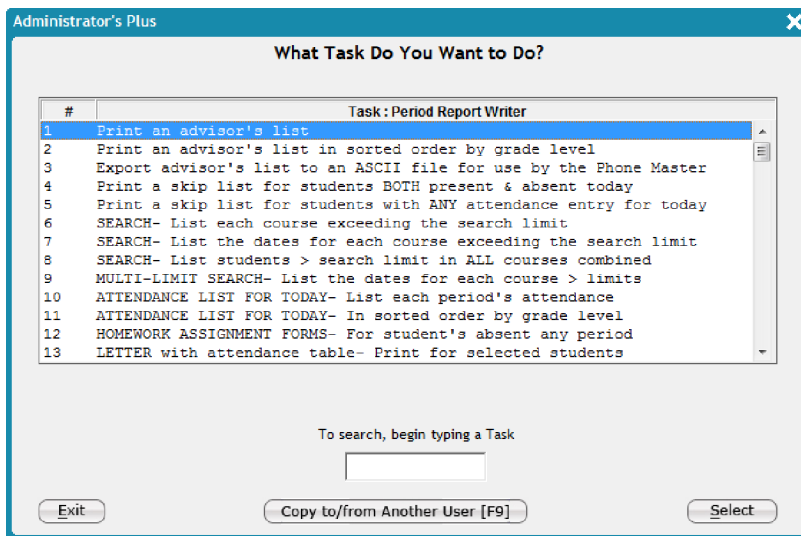 Administrator's Plus
What Task Do You Want to Do?
# Task : Period Report Writer
1 Print an advisor's list
2 Print an advisor's list in sorted order by grade level
3 Export advisor's list to an ASCII file for use by the Phone Master
4 Print a skip list for students BOTH present & absent today
5 Print a skip list for students with ANY attendance entry for today
6 SEARCH- List each course exceeding the search limit
7 SEARCH- List the dates for each course exceeding the search limit
8 SEARCH- List students > search limit in ALL courses combined
9 MULTI-LIMIT SEARCH- List the dates for each course > limits
10 ATTENDANCE LIST FOR TODAY- List each period's attendance
11 ATTENDANCE LIST FOR TODAY- In sorted order by grade level
12 HOMEWORK ASSIGNMENT FORMS- For student's absent any period
13 LETTER with attendance table- Print for selected students
To search, begin typing a Task
Exit Copy to/from Another User [F9] Select